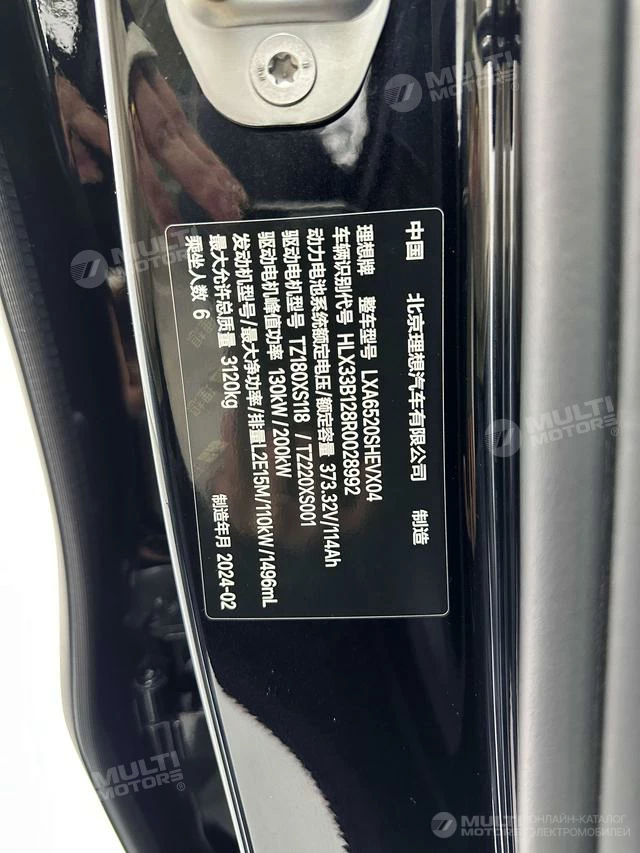 中国 北京理想汽车有限公司 制造
理想牌 整车型号 LXA6520SHEVX04
车辆识别代号 HLX33B128R0028992
动力电池系统额定电压/额定容量 373.32V/114Ah
驱动电机型号 TZ180XS118 /TZ220XS001
驱动电机峰值功率 130kW/200kW
发动机型号/最大净功率/排量L2E15M/110kW/1496mL
最大允许总质量 3120kg
乘坐人数 6 制造年月 2024-02
MULTI MOTORS
MULTI MOTORS
MULTI MOTORS®
MULTI MOTORS®
MULTI ОНЛАЙН-КАТАЛОГ
MOTORS ЭЛЕКТРОМОБИЛЕЙ